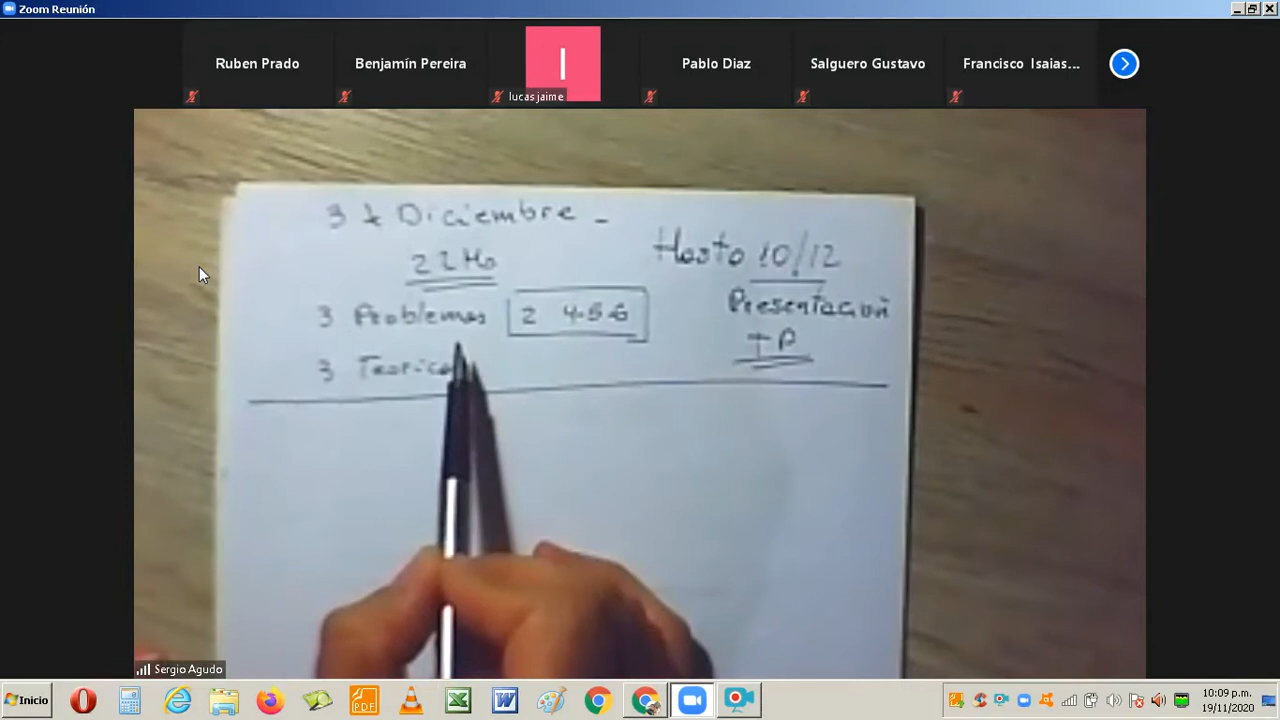 Zoom Reunión
Ruben Prado
Benjamín Pereira
I
lucas jaime
Pablo Diaz
Salguero Gustavo
Francisco Isaias...
3 Diciembre -
22 Hs
Hasta 10/12
3 Problemas 2 4-5-6
Presentación
TP
3 Teorico
Sergio Agudo
Inicio
PDF
10:09 p.m.
19/11/2020